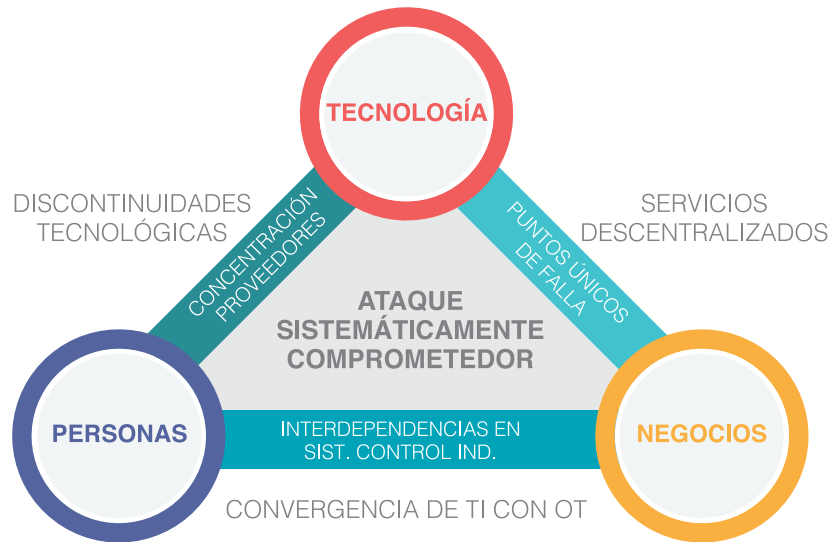 TECNOLOGÍA
DISCONTINUIDADES
TECNOLÓGICAS
CONCENTRACIÓN
PROVEEDORES
PUNTOS ÚNICOS
DE FALLA
SERVICIOS
DESCENTRALIZADOS
ATAQUE
SISTEMÁTICAMENTE
COMPROMETEDOR
PERSONAS
INTERDEPENDENCIAS EN
SIST. CONTROL IND.
NEGOCIOS
CONVERGENCIA DE TI CON OT